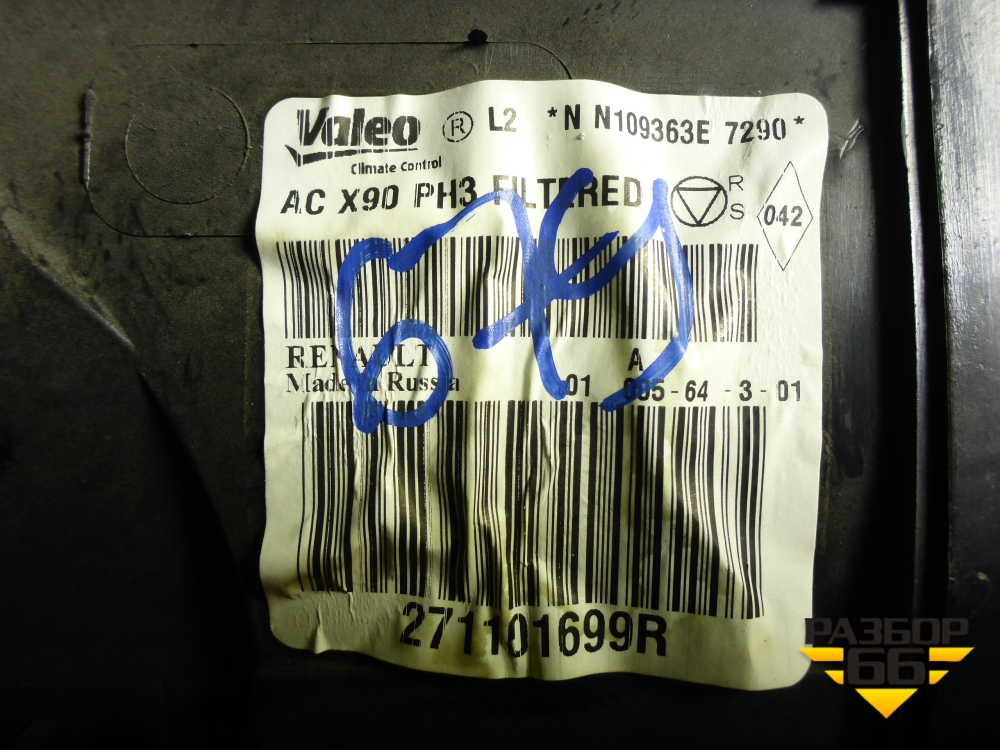 Valeo ® L2 *N N109363E 7290*
Climate Control
AC X90 PH3 FILTERED R S 042
RENAULT A
Made in Russia 01 005-64 - 3 - 01
271101699R
РАЗБОР
66